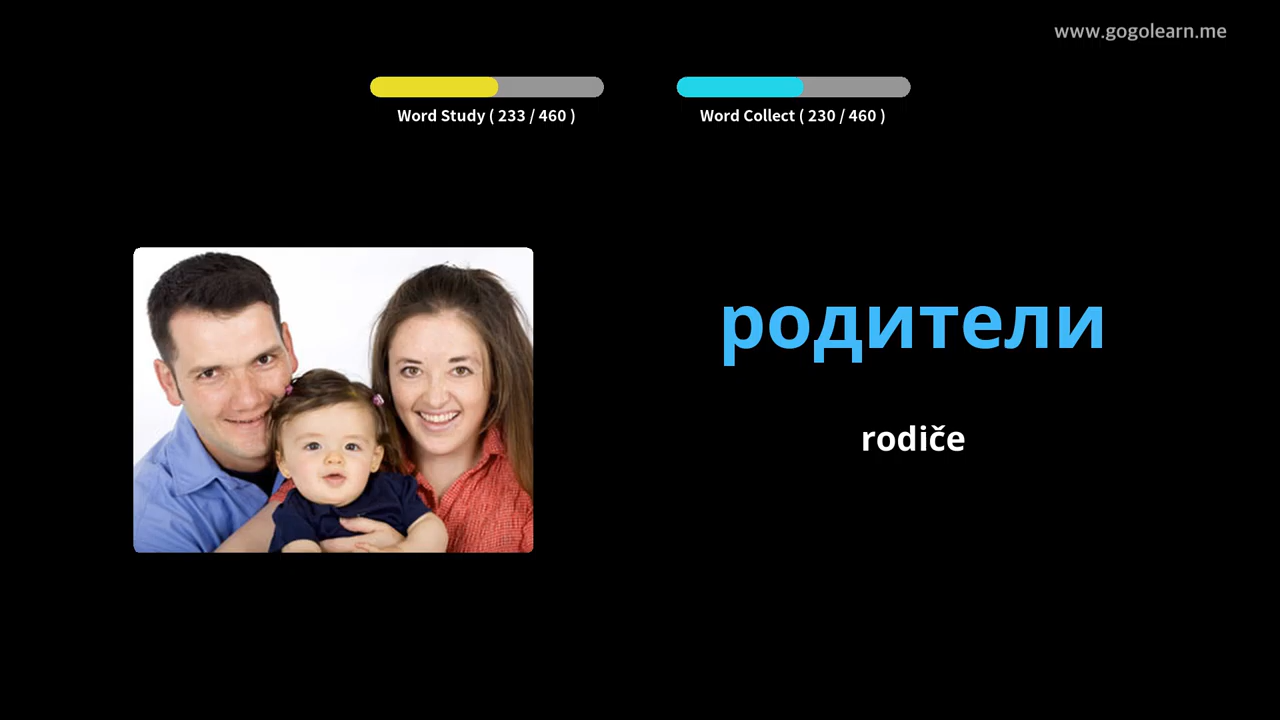 www.gogolearn.me
Word Study ( 233 / 460 )
Word Collect ( 230 / 460 )
родители
rodiče